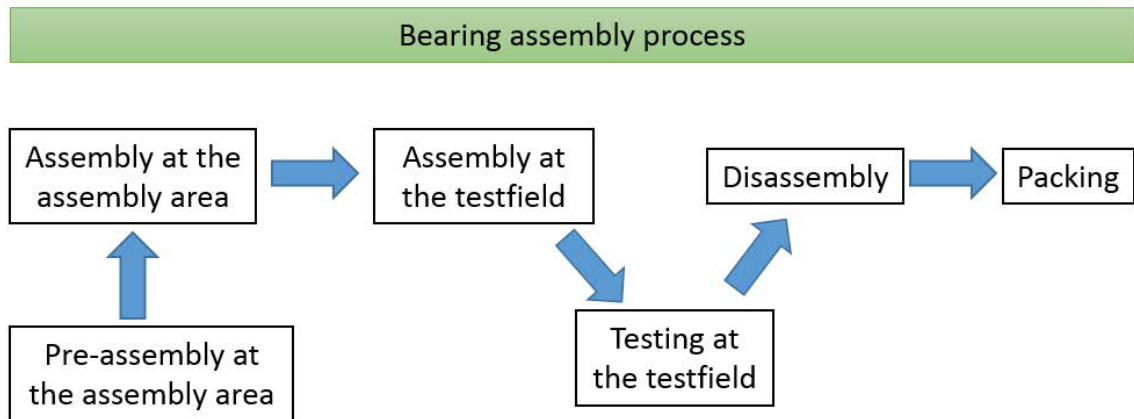 Bearing assembly process
Assembly at the
assembly area
Assembly at
the testfield
Disassembly
Packing
Pre-assembly at
the assembly area
Testing at
the testfield